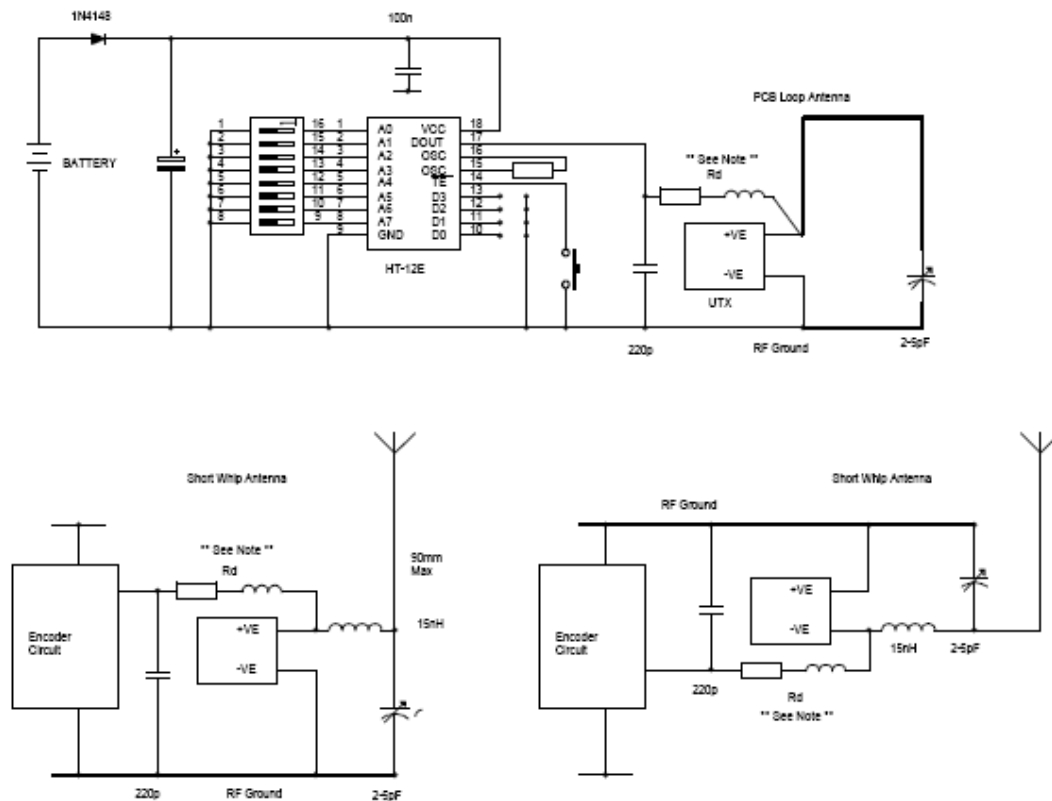 1N4148
100n
BATTERY
1 16 1 A0 VCC 18
2 15 2 A1 DOUT 17
3 14 3 A2 OSC 16
4 13 4 A3 OSC 15
5 12 5 A4 TE 14
6 11 6 A5 D3 13
7 10 7 A6 D2 12
8 9 8 A7 D1 11
9 GND D0 10
HT-12E
PCB Loop Antenna
** See Note **
Rd
+VE
-VE
UTX
220p
RF Ground
2-5pF
Short Whip Antenna
** See Note **
Rd
90mm
Max
15nH
Encoder
Circuit
+VE
-VE
220p
RF Ground
2-5pF
Short Whip Antenna
RF Ground
+VE
-VE
Encoder
Circuit
15nH
2-5pF
220p
Rd
** See Note **